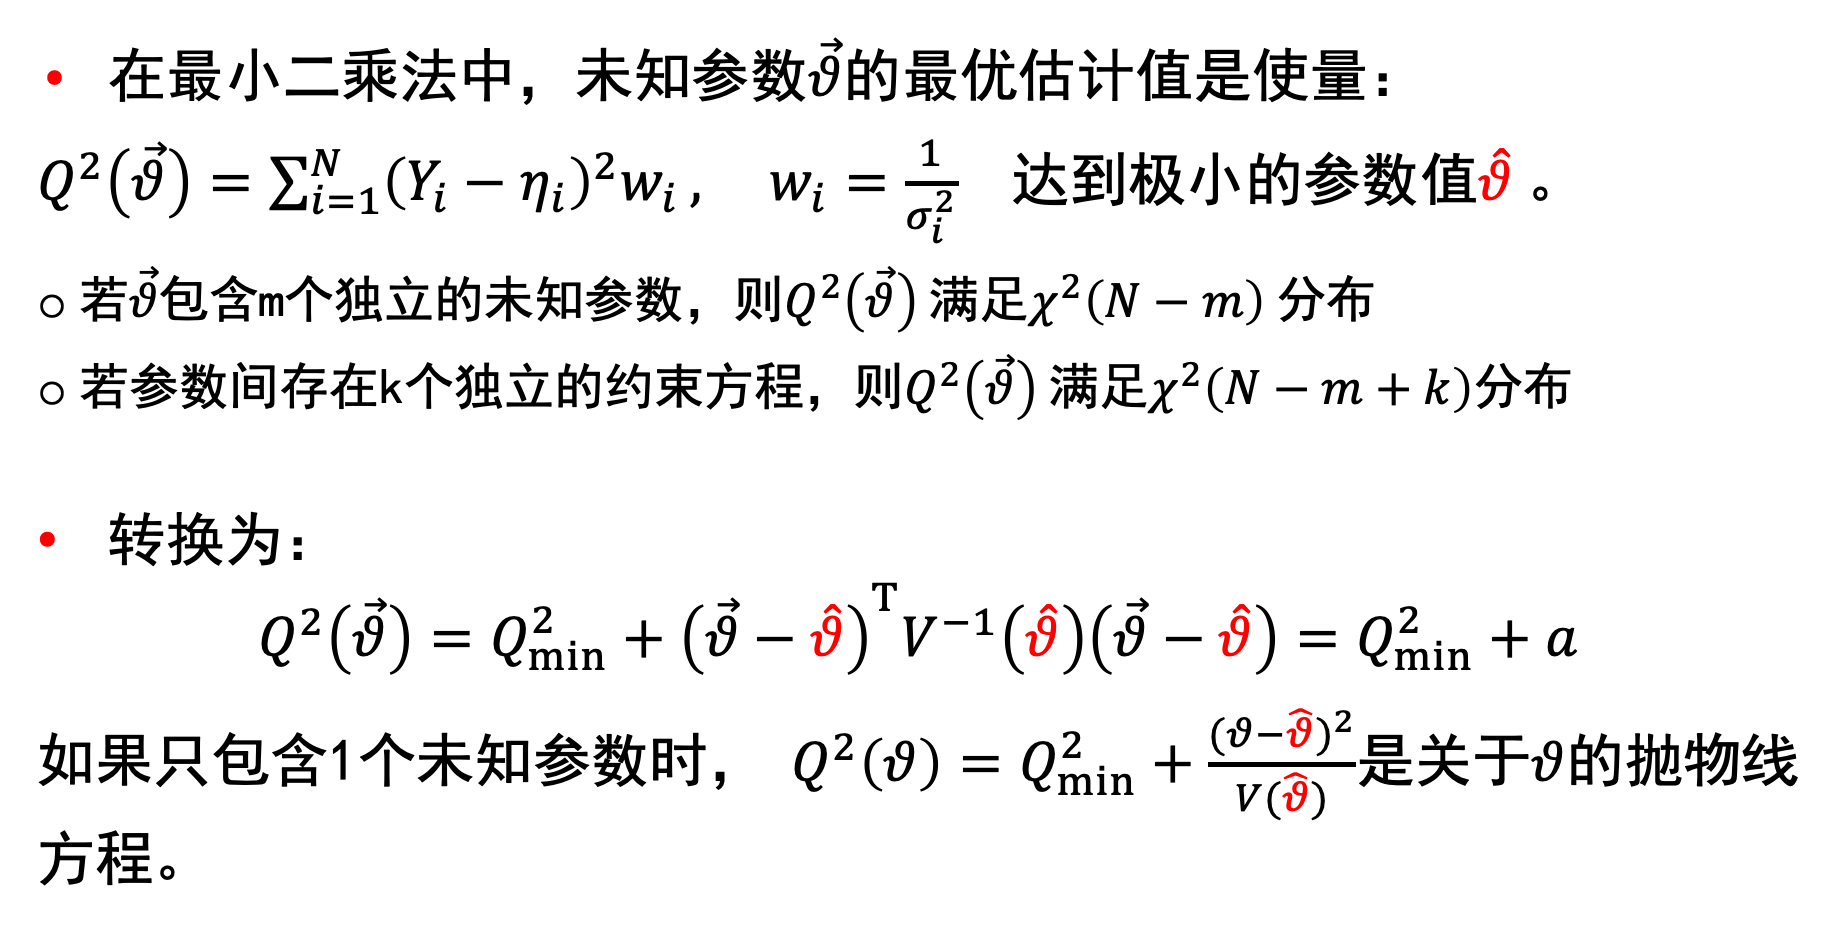 • 在最小二乘法中，未知参数ϑ⃗的最优估计值是使量：
Q²(ϑ⃗) = ∑ᵢ₌₁ᴺ(Yᵢ − ηᵢ)²wᵢ , wᵢ = 1/σᵢ² 达到极小的参数值ϑ̂ 。
○ 若ϑ⃗包含m个独立的未知参数，则Q²(ϑ⃗) 满足χ²(N − m) 分布
○ 若参数间存在k个独立的约束方程，则Q²(ϑ⃗) 满足χ²(N − m + k)分布
• 转换为：
Q²(ϑ⃗) = Q²min + (ϑ⃗ − ϑ̂)ᵀV⁻¹(ϑ̂)(ϑ⃗ − ϑ̂) = Q²min + a
如果只包含1个未知参数时， Q²(ϑ) = Q²min + (ϑ−ϑ̂)²/V(ϑ̂)是关于ϑ的抛物线
方程。